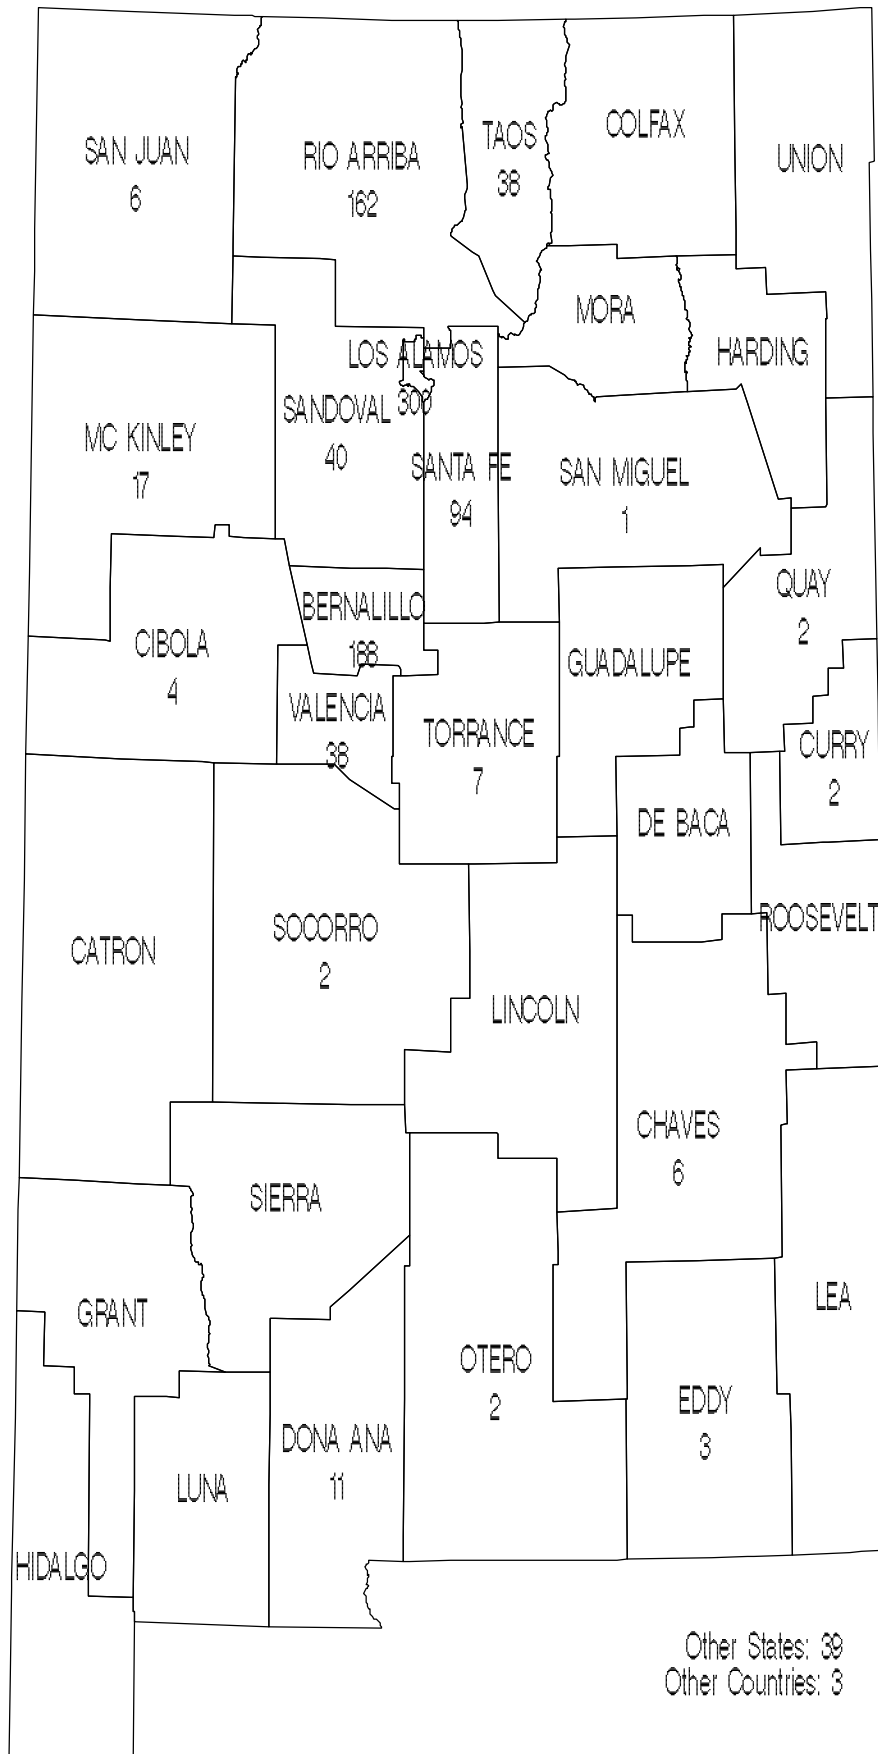 SAN JUAN
6
RIO ARRIBA
162
TAOS
38
COLFAX
UNION
MORA
HARDING
LOS ALAMOS
300
SANDOVAL
40
MC KINLEY
17
SANTA FE
94
SAN MIGUEL
1
QUAY
2
BERNALILLO
188
CIBOLA
4
GUADALUPE
VALENCIA
38
TORRANCE
7
CURRY
2
DE BACA
ROOSEVELT
CATRON
SOCORRO
2
LINCOLN
CHAVES
6
SIERRA
GRANT
LEA
OTERO
2
EDDY
3
DONA ANA
11
LUNA
HIDALGO
Other States: 39
Other Countries: 3